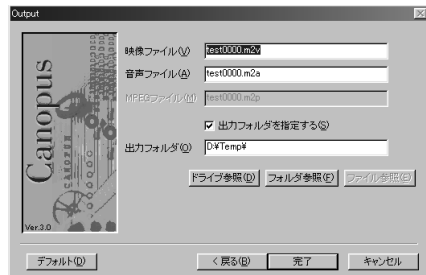 Output
Canopus
CANOPUS
Ver.3.0
映像ファイル(V) test0000.m2v
音声ファイル(A) test0000.m2a
MPEGファイル(M) test0000.m2p
出力フォルダを指定する(S)
出力フォルダ(O) D:¥Temp¥
ドライブ参照(D) フォルダ参照(F) ファイル参照(E)
デフォルト(D) < 戻る(B) 完了 キャンセル